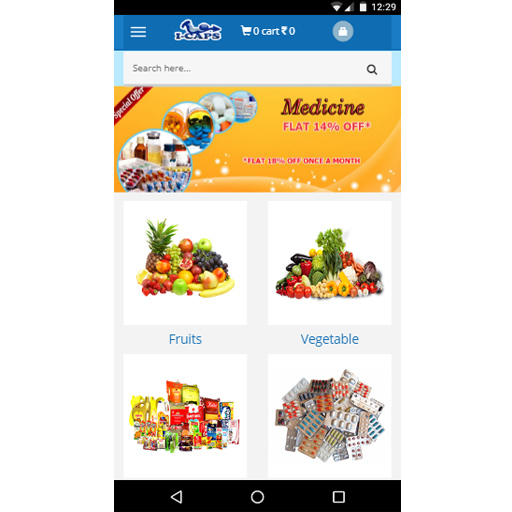 12:29
I-CAPS
0 cart ₹ 0
Search here...
Special Offer
Medicine
FLAT 14% OFF*
*FLAT 18% OFF ONCE A MONTH
Fruits
Vegetable